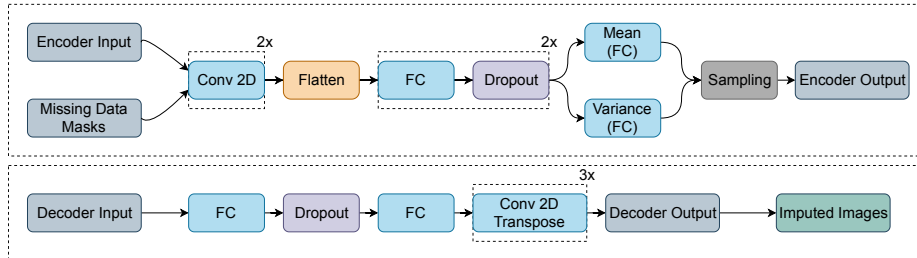 Encoder Input
Missing Data
Masks
2x
Conv 2D
Flatten
2x
FC
Dropout
Mean
(FC)
Variance
(FC)
Sampling
Encoder Output
Decoder Input
FC
Dropout
FC
3x
Conv 2D
Transpose
Decoder Output
Imputed Images